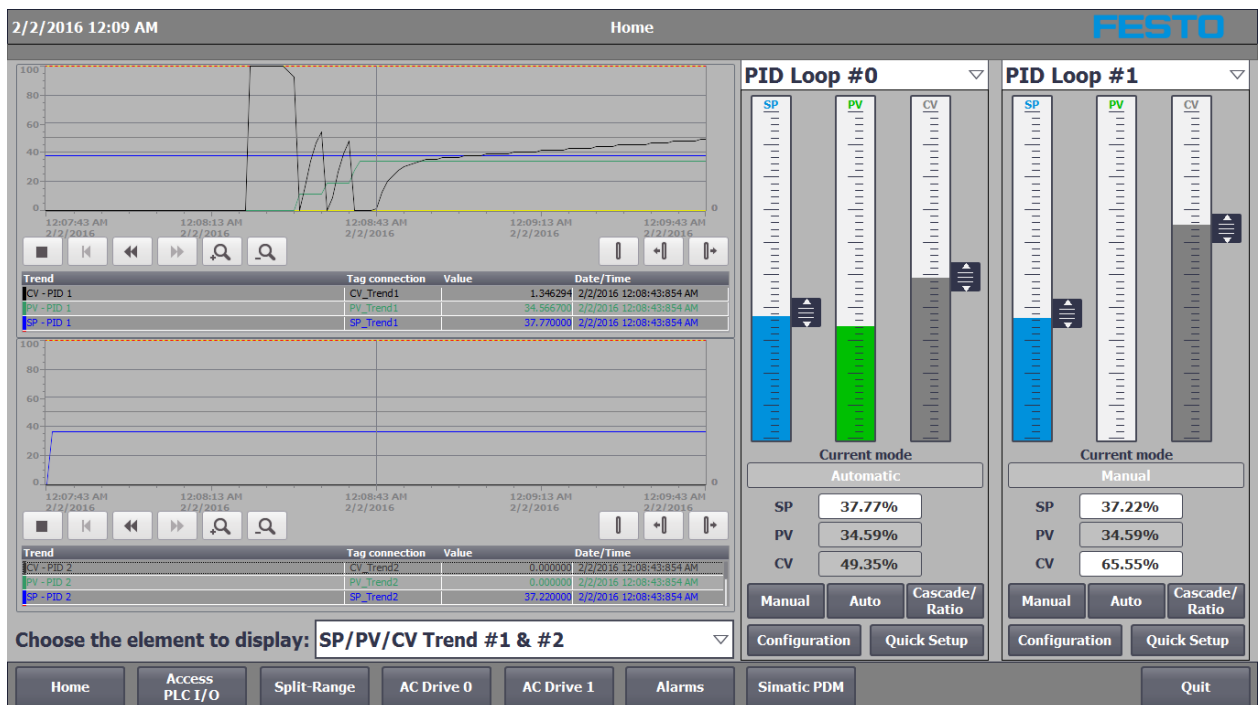 2/2/2016 12:09 AM
Home
FESTO
100
80
60
40
20
0
0
12:07:43 AM 12:08:13 AM 12:08:43 AM 12:09:13 AM 12:09:43 AM
2/2/2016 2/2/2016 2/2/2016 2/2/2016 2/2/2016
Trend Tag connection Value Date/Time
CV - PID 1 CV_Trend1 1.346294 2/2/2016 12:08:43:854 AM
PV - PID 1 PV_Trend1 34.566700 2/2/2016 12:08:43:854 AM
SP - PID 1 SP_Trend1 37.770000 2/2/2016 12:08:43:854 AM
100
80
60
40
20
0
0
12:07:43 AM 12:08:13 AM 12:08:43 AM 12:09:13 AM 12:09:43 AM
2/2/2016 2/2/2016 2/2/2016 2/2/2016 2/2/2016
Trend Tag connection Value Date/Time
CV - PID 2 CV_Trend2 0.000000 2/2/2016 12:08:43:854 AM
PV - PID 2 PV_Trend2 0.000000 2/2/2016 12:08:43:854 AM
SP - PID 2 SP_Trend2 37.220000 2/2/2016 12:08:43:854 AM
Choose the element to display: SP/PV/CV Trend #1 & #2
PID Loop #0
SP PV CV
Current mode
Automatic
SP 37.77%
PV 34.59%
CV 49.35%
Manual Auto Cascade/
Ratio
Configuration Quick Setup
PID Loop #1
SP PV CV
Current mode
Manual
SP 37.22%
PV 34.59%
CV 65.55%
Manual Auto Cascade/
Ratio
Configuration Quick Setup
Home
Access
PLC I/O
Split-Range
AC Drive 0
AC Drive 1
Alarms
Simatic PDM
Quit